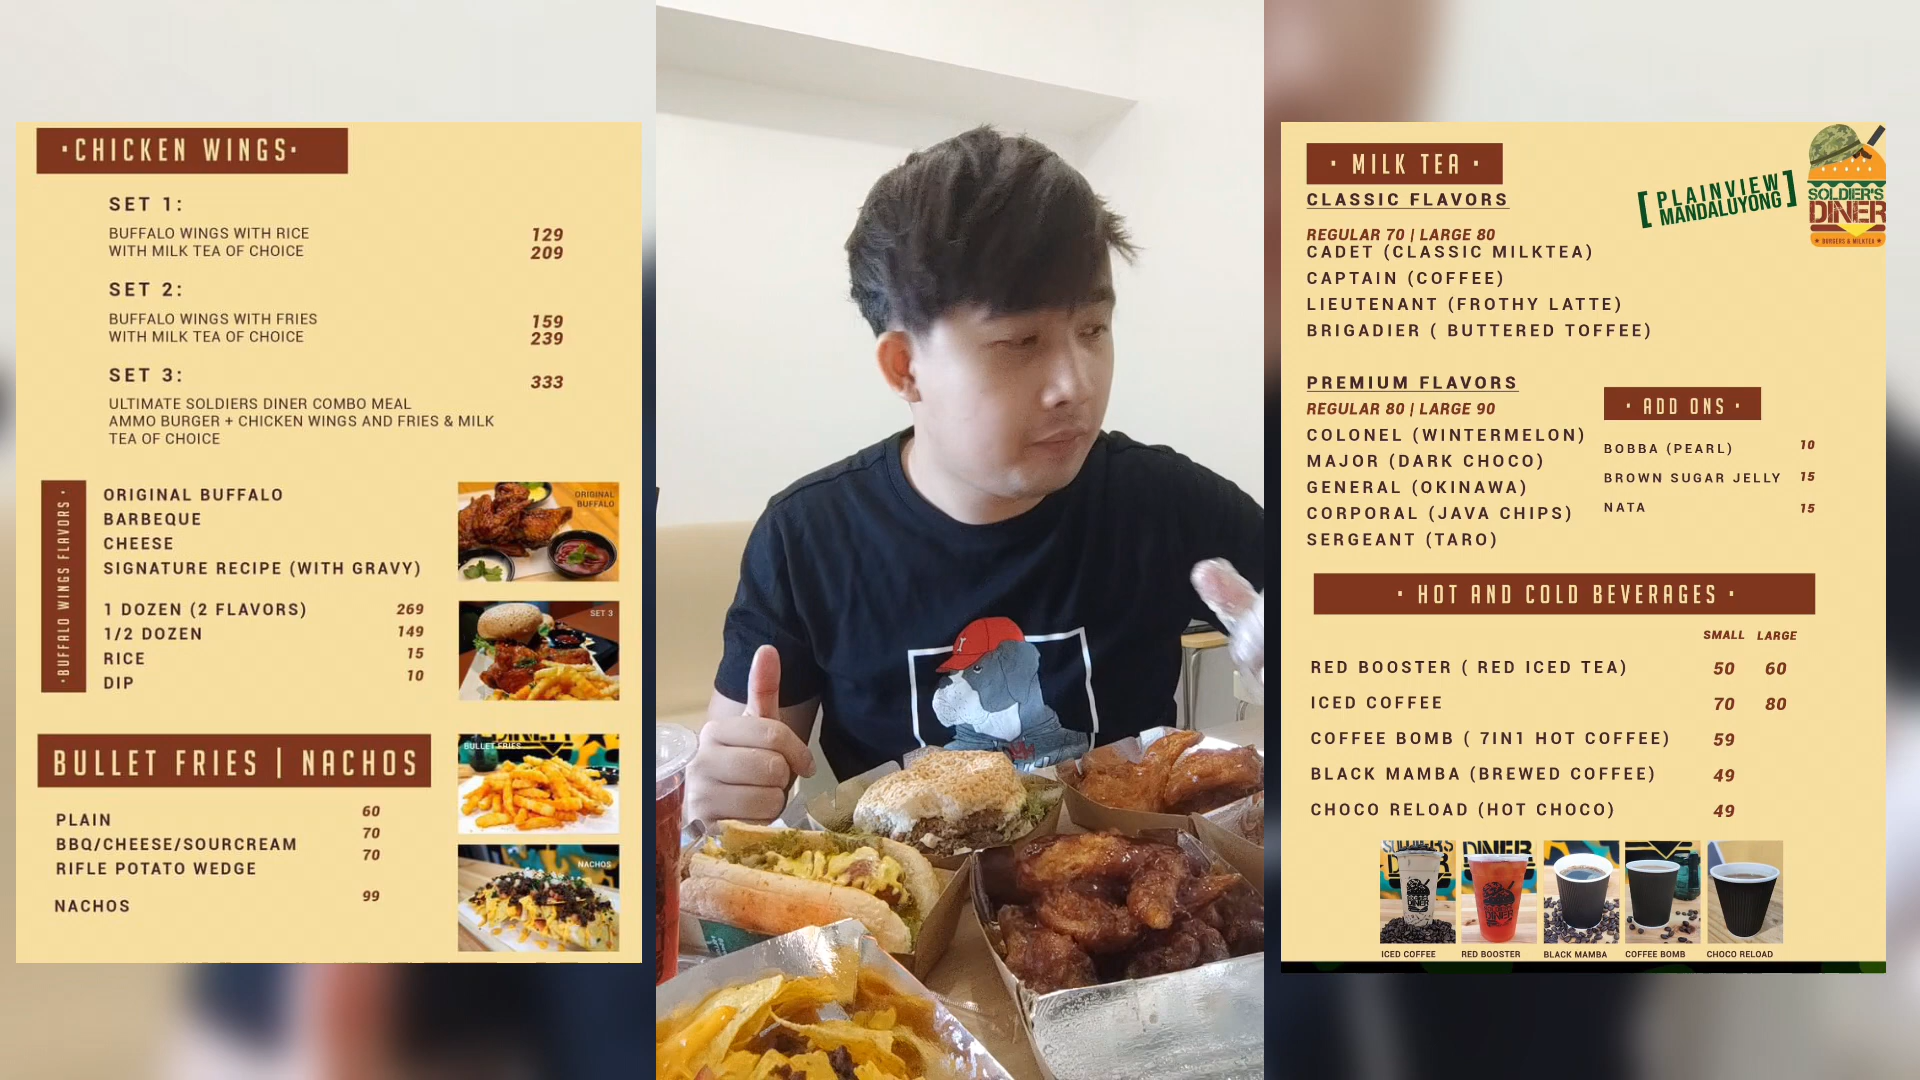 ·CHICKEN WINGS·
SET 1:
BUFFALO WINGS WITH RICE 129
WITH MILK TEA OF CHOICE 209
SET 2:
BUFFALO WINGS WITH FRIES 159
WITH MILK TEA OF CHOICE 239
SET 3: 333
ULTIMATE SOLDIERS DINER COMBO MEAL
AMMO BURGER + CHICKEN WINGS AND FRIES & MILK
TEA OF CHOICE
·BUFFALO WINGS FLAVORS·
ORIGINAL BUFFALO
BARBEQUE
CHEESE
SIGNATURE RECIPE (WITH GRAVY)
1 DOZEN (2 FLAVORS) 269
1/2 DOZEN 149
RICE 15
DIP 10
ORIGINAL
BUFFALO
SET 3
BULLET FRIES | NACHOS
PLAIN 60
BBQ/CHEESE/SOURCREAM 70
RIFLE POTATO WEDGE 70
NACHOS 99
BULLET FRIES
DINER
NACHOS
I
· MILK TEA ·
CLASSIC FLAVORS
REGULAR 70 | LARGE 80
CADET (CLASSIC MILKTEA)
CAPTAIN (COFFEE)
LIEUTENANT (FROTHY LATTE)
BRIGADIER ( BUTTERED TOFFEE)
[PLAINVIEW
MANDALUYONG]
SOLDIER'S
DINER
BURGERS & MILKTEA
PREMIUM FLAVORS
REGULAR 80 | LARGE 90
COLONEL (WINTERMELON)
MAJOR (DARK CHOCO)
GENERAL (OKINAWA)
CORPORAL (JAVA CHIPS)
SERGEANT (TARO)
· ADD ONS ·
BOBBA (PEARL) 10
BROWN SUGAR JELLY 15
NATA 15
· HOT AND COLD BEVERAGES ·
SMALL LARGE
RED BOOSTER ( RED ICED TEA) 50 60
ICED COFFEE 70 80
COFFEE BOMB ( 7IN1 HOT COFFEE) 59
BLACK MAMBA (BREWED COFFEE) 49
CHOCO RELOAD (HOT CHOCO) 49
SOLDIERS
DINER
DINER
ICED COFFEE
RED BOOSTER
BLACK MAMBA
COFFEE BOMB
CHOCO RELOAD